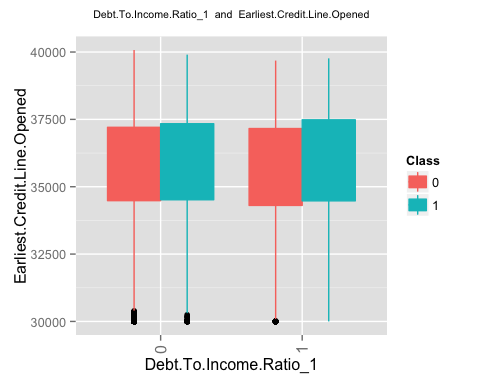 Debt.To.Income.Ratio_1 and Earliest.Credit.Line.Opened
40000
37500
35000
32500
30000
Earliest.Credit.Line.Opened
0
1
Debt.To.Income.Ratio_1
Class
0
1